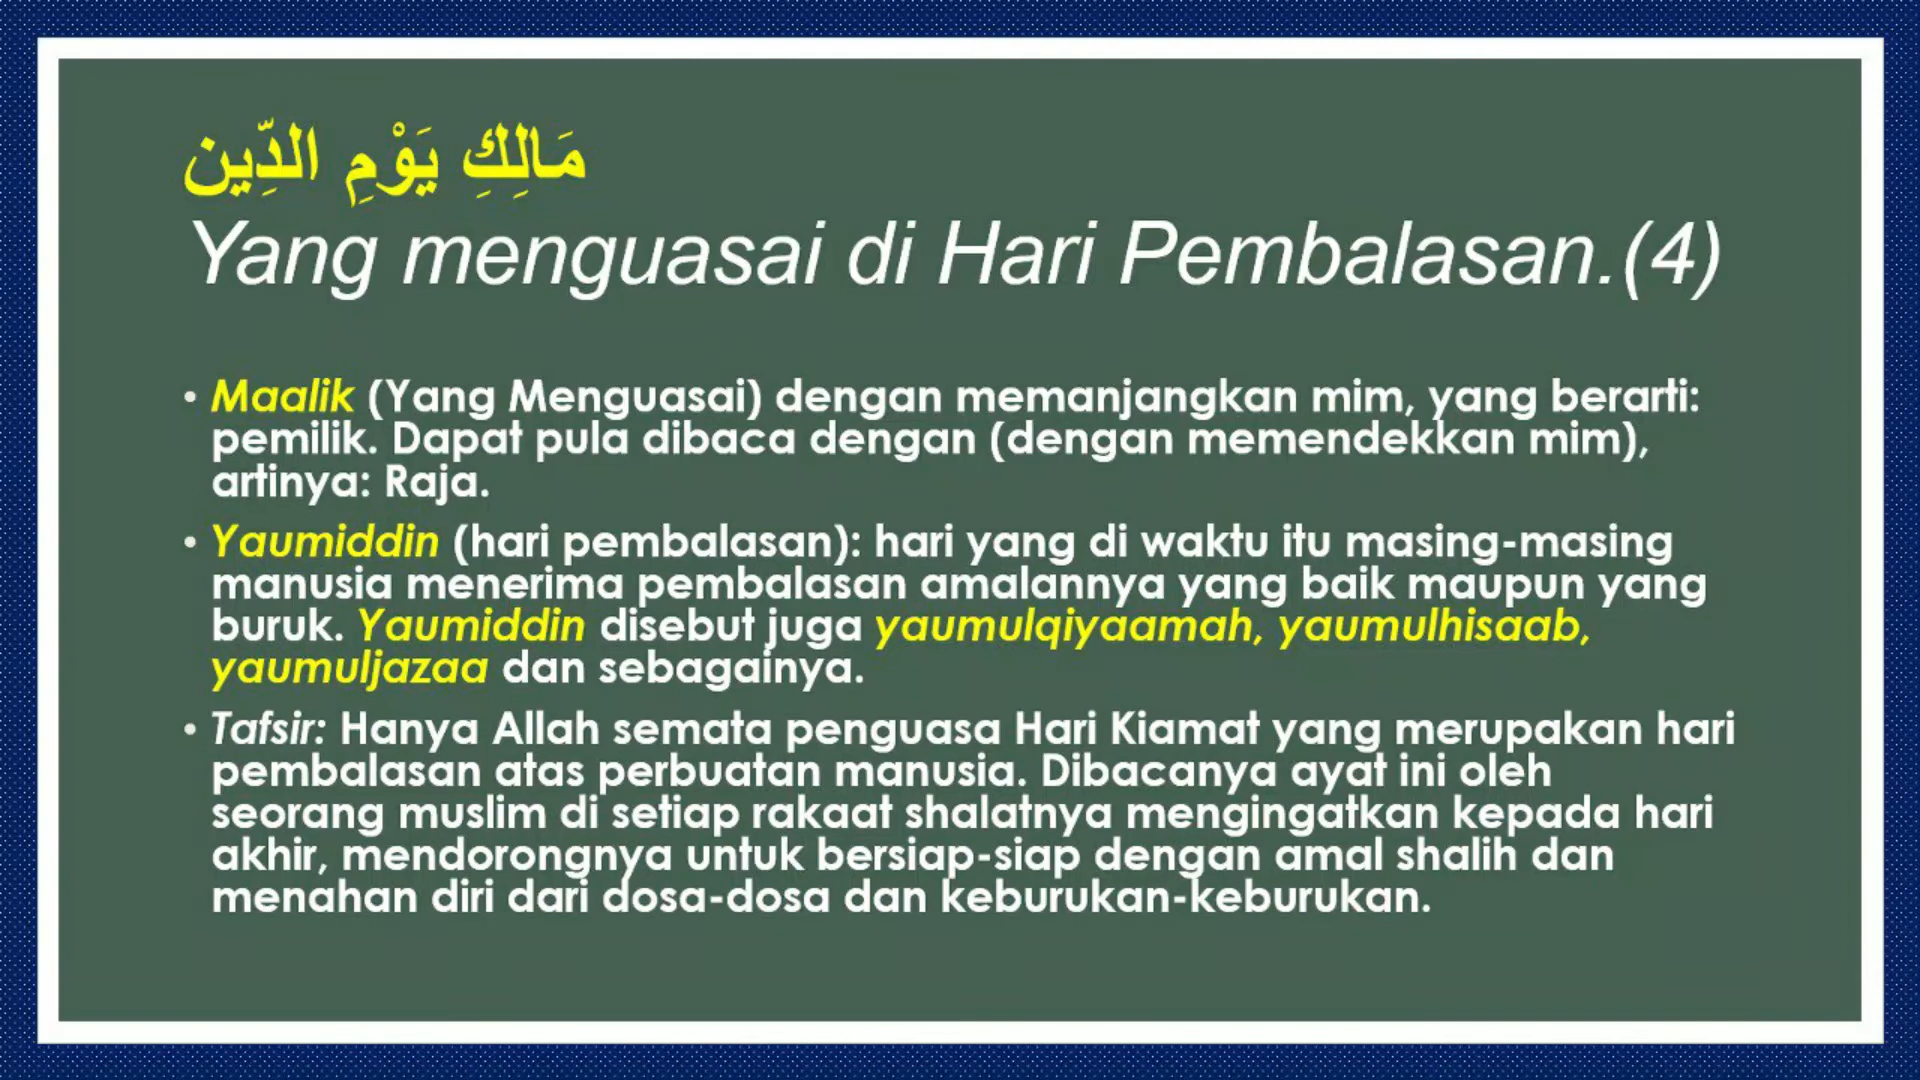 مَالِكِ يَوْمِ الدِّين
Yang menguasai di Hari Pembalasan.(4)
• Maalik (Yang Menguasai) dengan memanjangkan mim, yang berarti:
pemilik. Dapat pula dibaca dengan (dengan memendekkan mim),
artinya: Raja.
• Yaumiddin (hari pembalasan): hari yang di waktu itu masing-masing
manusia menerima pembalasan amalannya yang baik maupun yang
buruk. Yaumiddin disebut juga yaumulqiyaamah, yaumulhisaab,
yaumuljazaa dan sebagainya.
• Tafsir: Hanya Allah semata penguasa Hari Kiamat yang merupakan hari
pembalasan atas perbuatan manusia. Dibacanya ayat ini oleh
seorang muslim di setiap rakaat shalatnya mengingatkan kepada hari
akhir, mendorongnya untuk bersiap-siap dengan amal shalih dan
menahan diri dari dosa-dosa dan keburukan-keburukan.